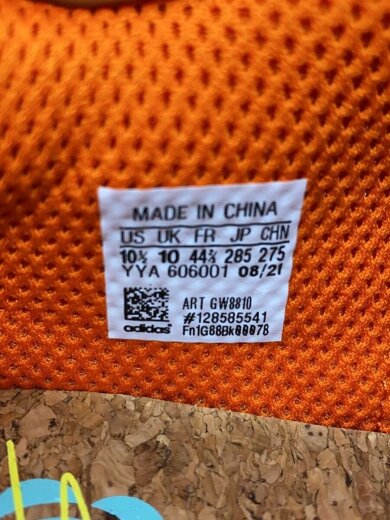 MADE IN CHINA
US UK FR JP CHN
10½ 10 44⅔ 285 275
YYA 606001 08/21
ART GW8810
#128585541
adidas Fn1G88Bk00078